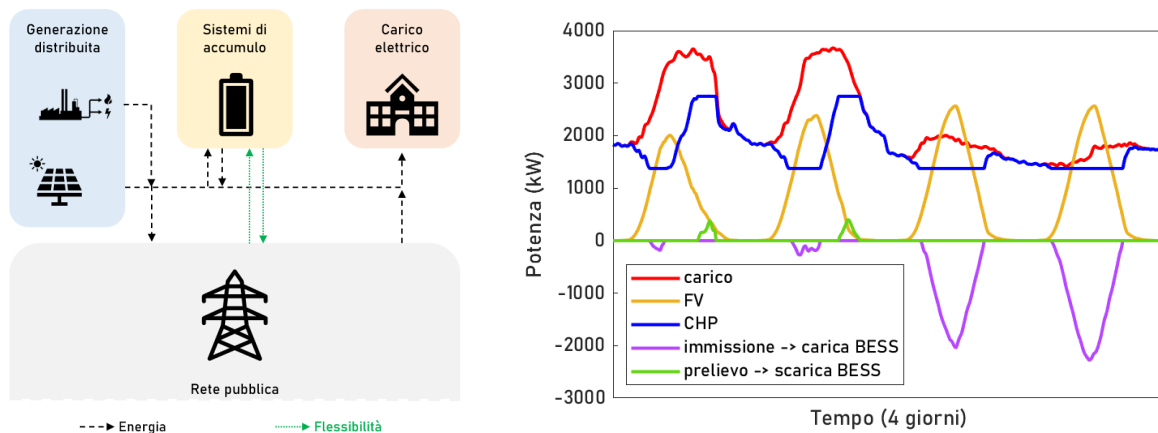 Generazione
distribuita
Sistemi di
accumulo
Carico
elettrico
Rete pubblica
Energia
Flessibilità
Potenza (kW)
4000
3000
2000
1000
0
-1000
-2000
-3000
carico
FV
CHP
immissione -> carica BESS
prelievo -> scarica BESS
Tempo (4 giorni)